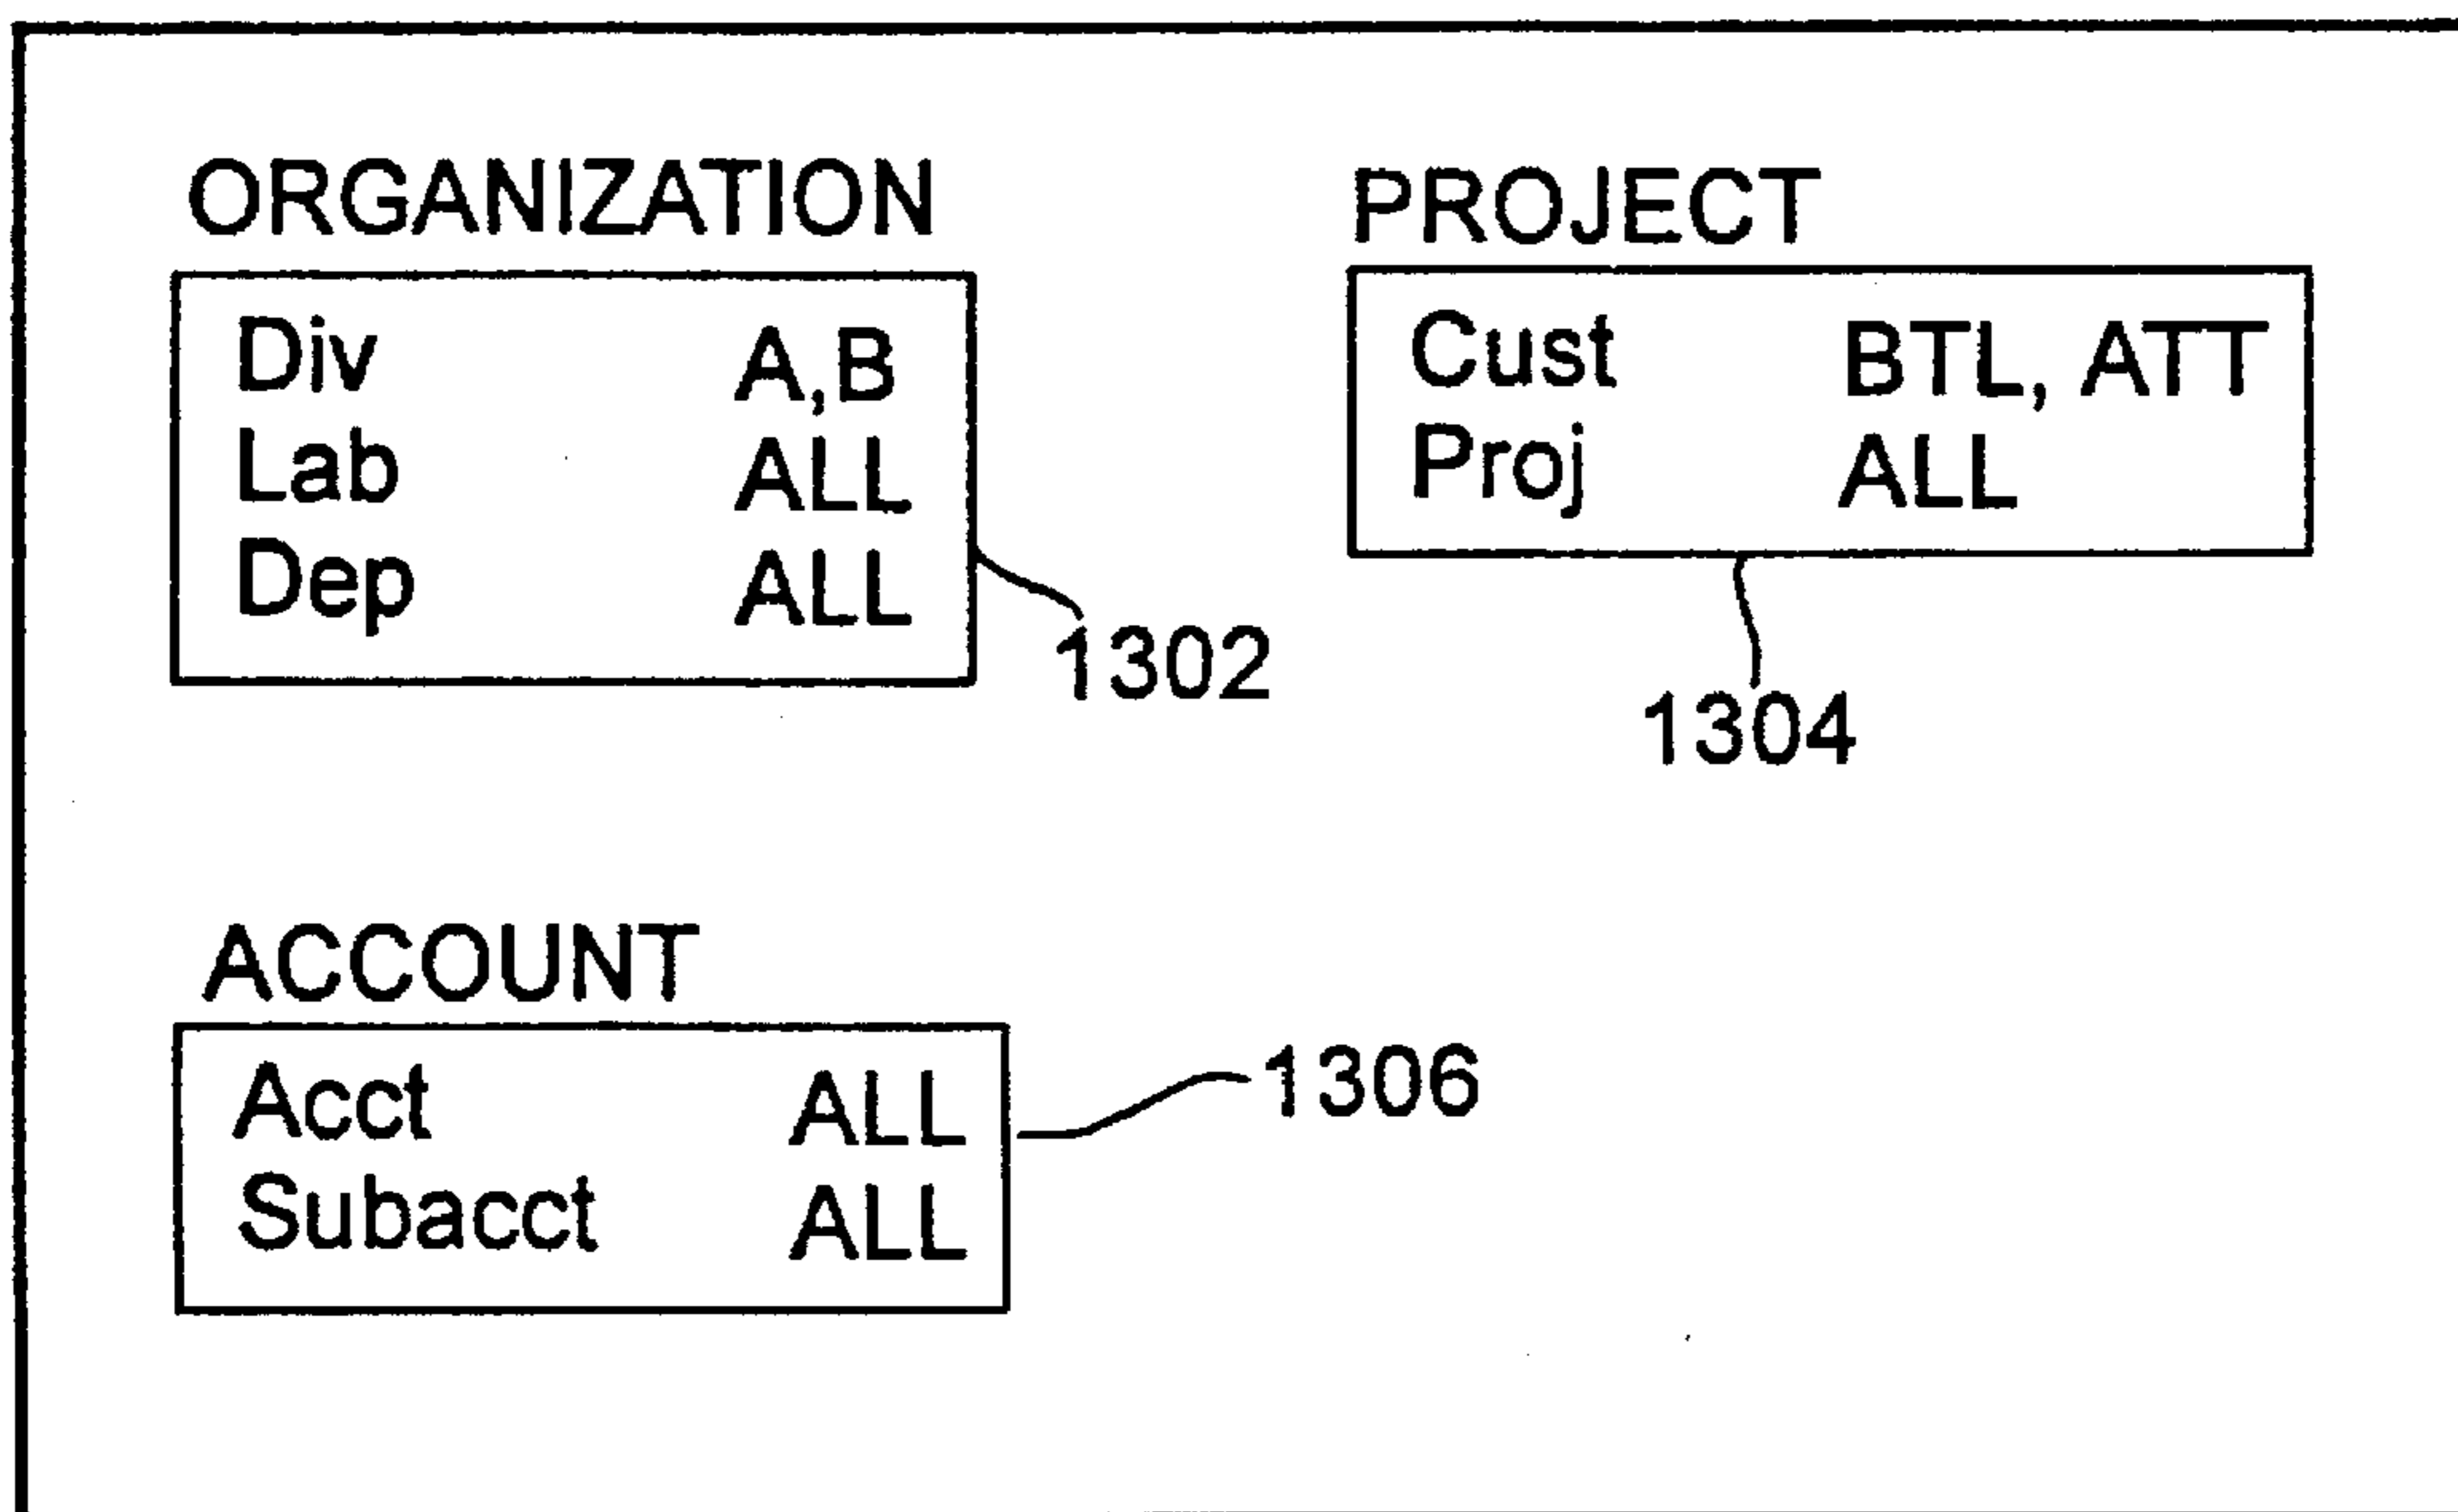 ORGANIZATION
Div A,B
Lab ALL
Dep ALL
1302
PROJECT
Cust BTL, ATT
Proj ALL
1304
ACCOUNT
Acct ALL
Subacct ALL
1306